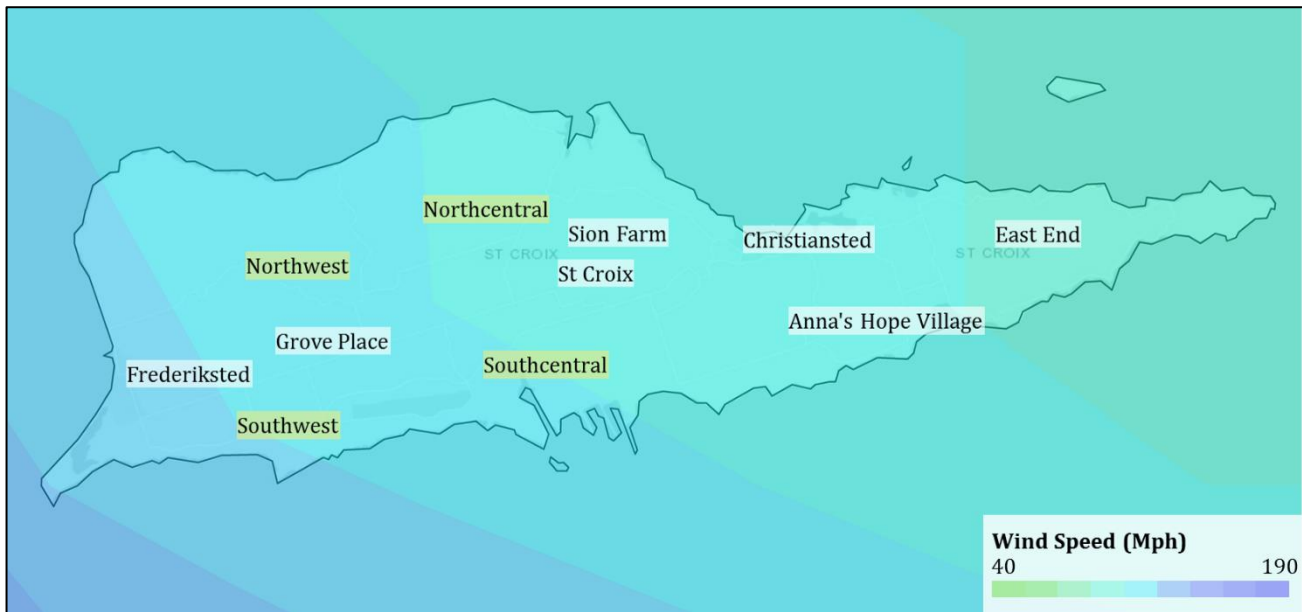 Northcentral
Sion Farm
Christiansted
East End
ST CROIX
ST CROIX
Northwest
St Croix
Anna's Hope Village
Grove Place
Southcentral
Frederiksted
Southwest
Wind Speed (Mph)
40 190